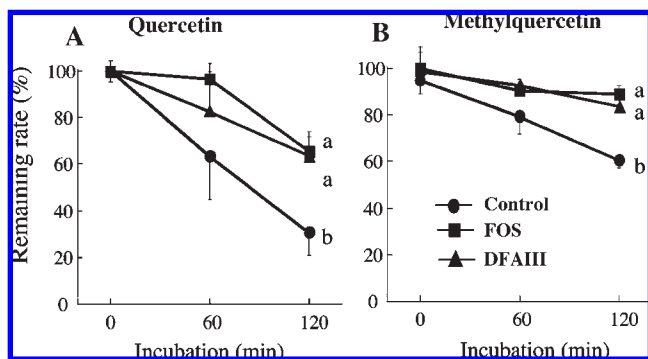 A
Quercetin
Remaining rate (%)
100
80
60
40
20
0
a
a
b
0
60
120
Incubation (min)
B
Methylquercetin
100
80
60
40
20
0
a
a
b
Control
FOS
DFAIII
0
60
120
Incubation (min)